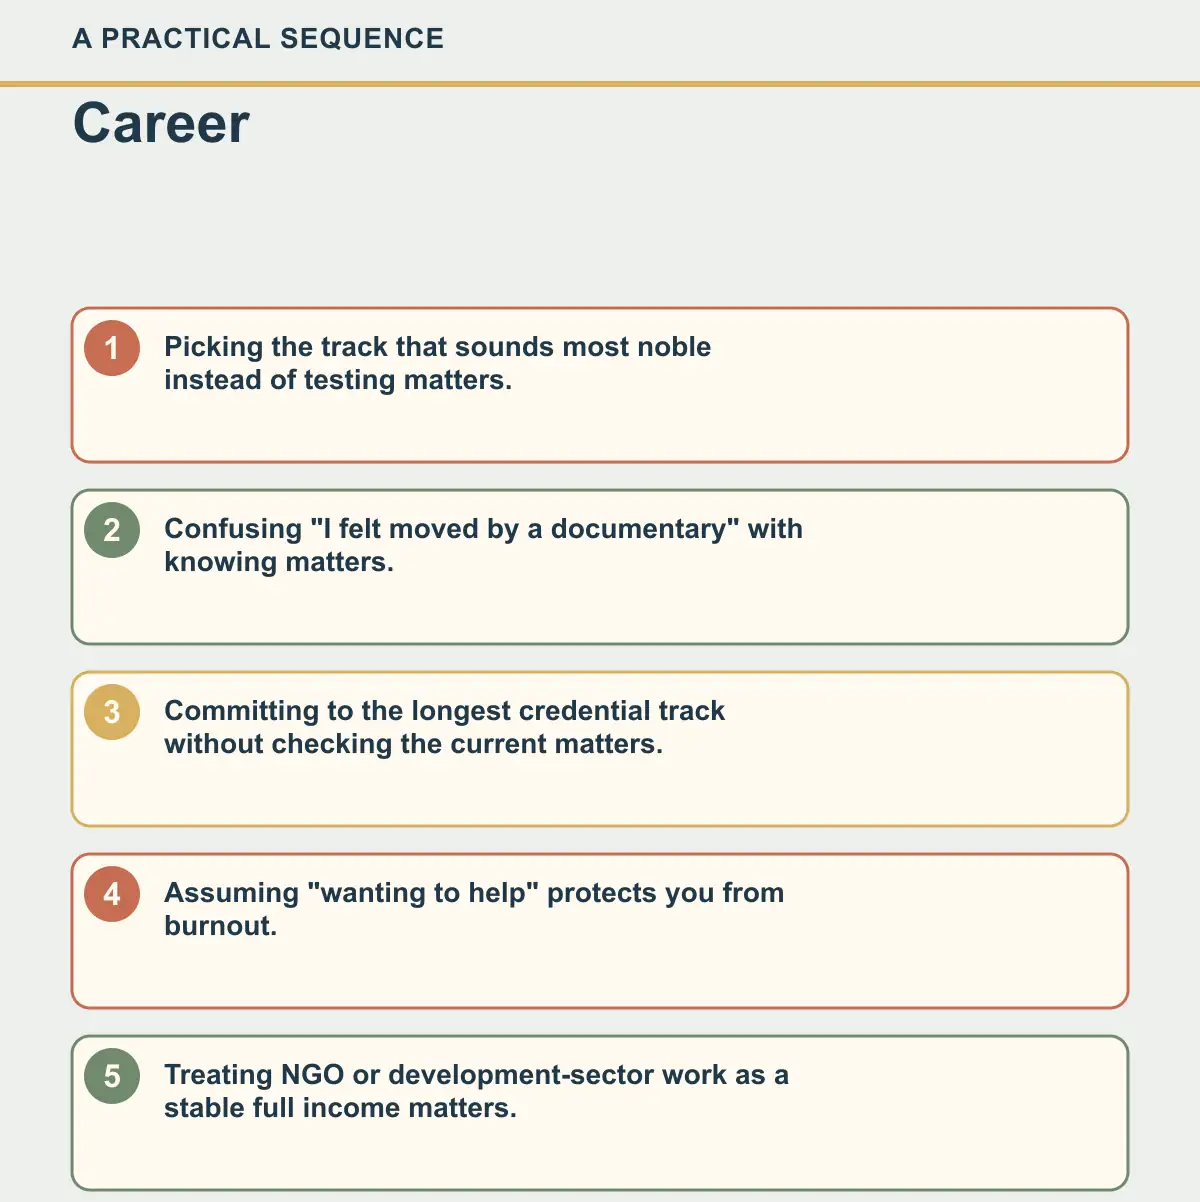 A PRACTICAL SEQUENCE
Career
1
Picking the track that sounds most noble
instead of testing matters.
2
Confusing "I felt moved by a documentary" with
knowing matters.
3
Committing to the longest credential track
without checking the current matters.
4
Assuming "wanting to help" protects you from
burnout.
5
Treating NGO or development-sector work as a
stable full income matters.